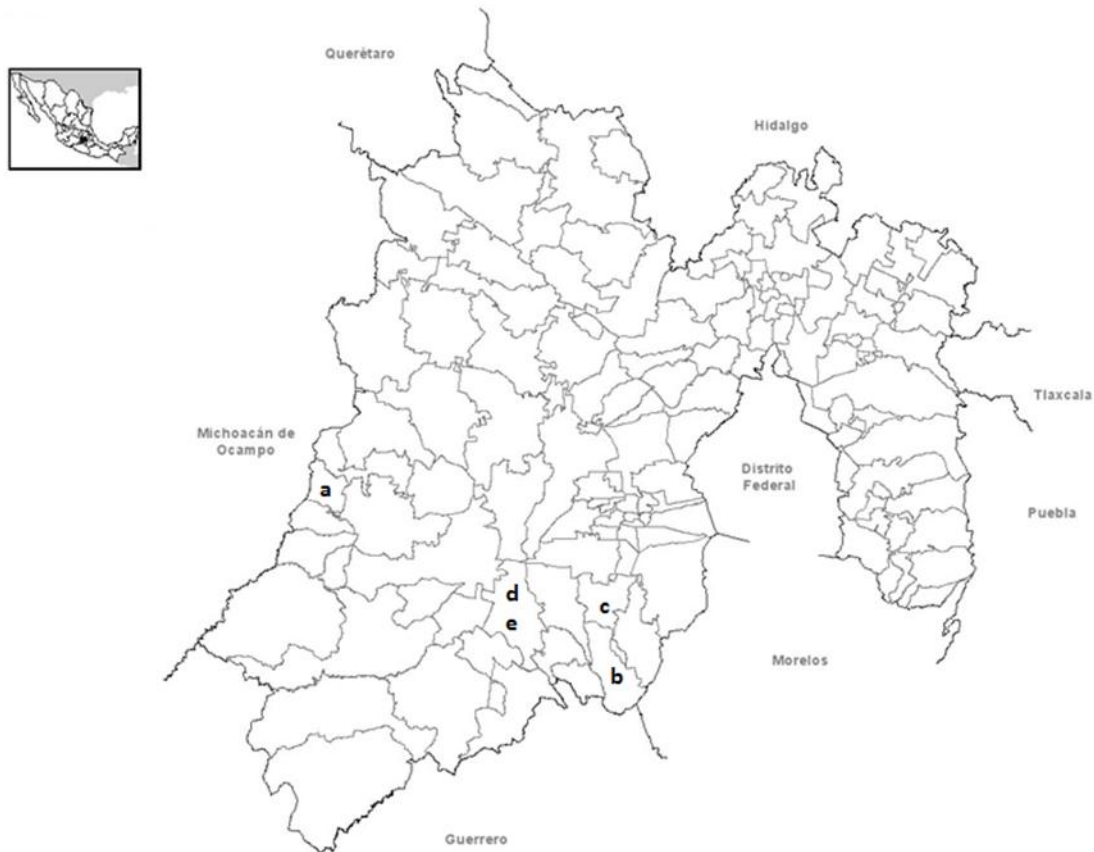 Querétaro
Hidalgo
Tlaxcala
Michoacán de
Ocampo
Distrito
Federal
a
Puebla
d
c
e
Morelos
b
Guerrero